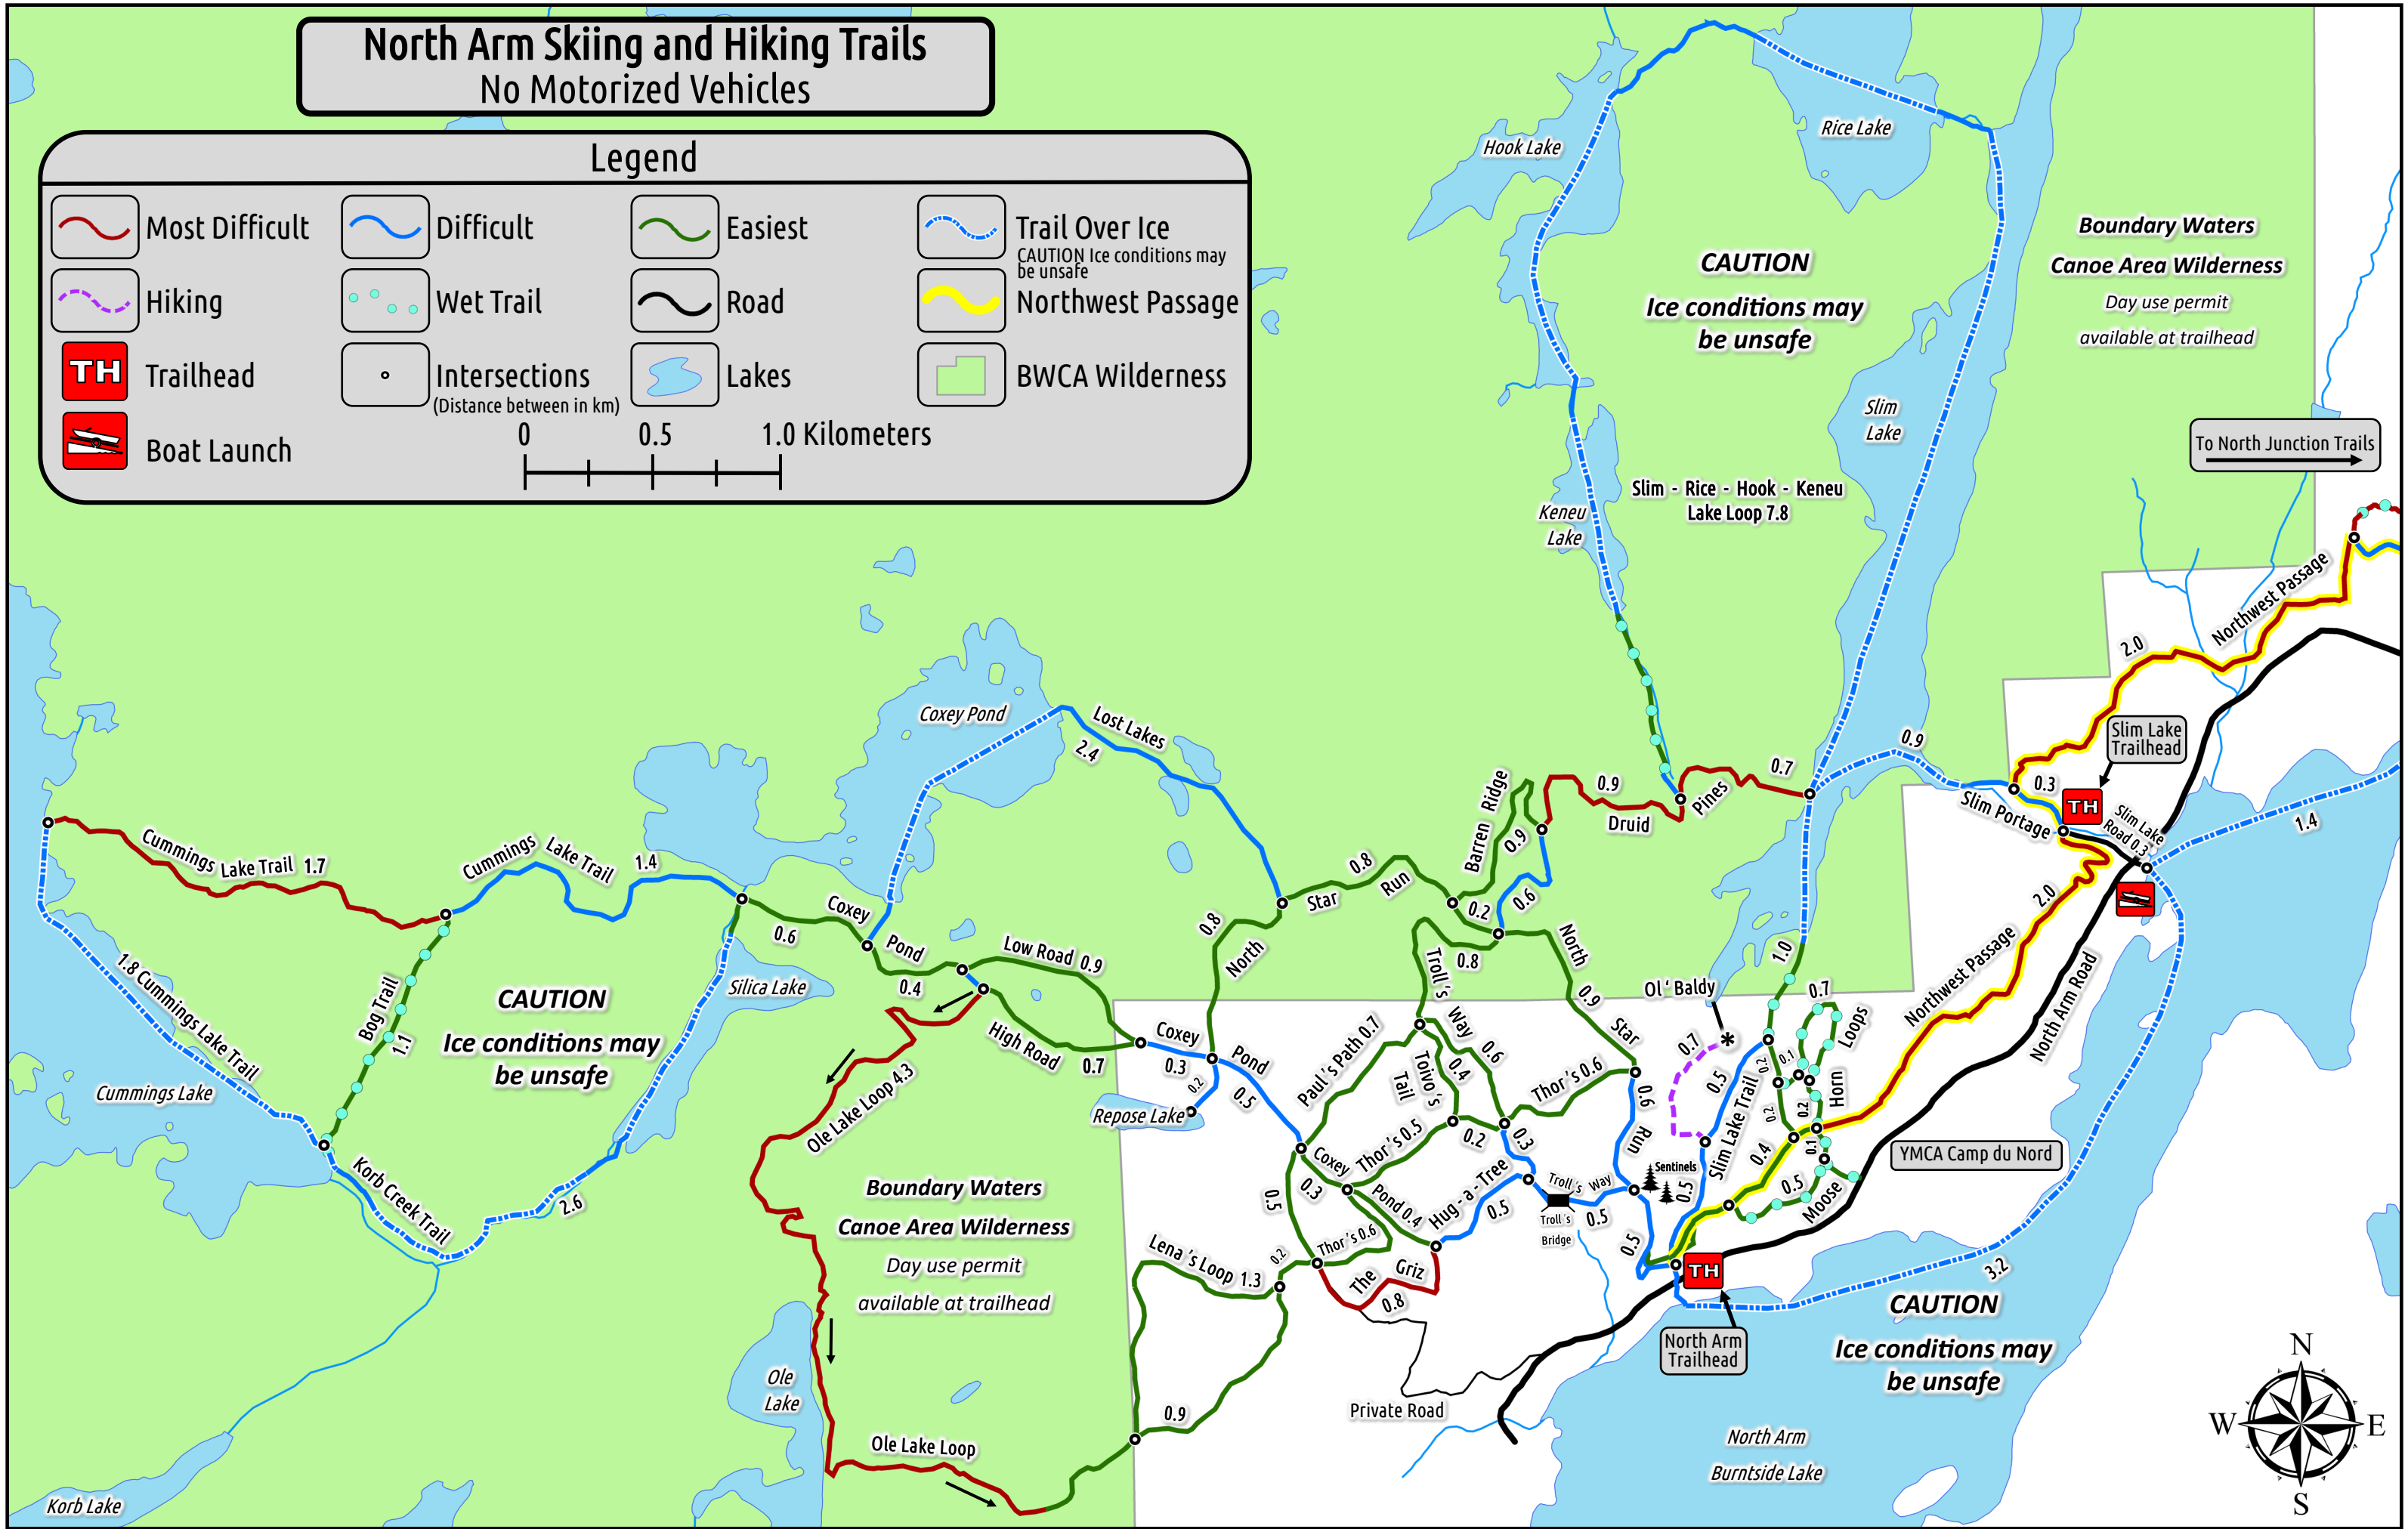 North Arm Skiing and Hiking Trails
No Motorized Vehicles
Legend
Most Difficult
Difficult
Easiest
Trail Over Ice
CAUTION Ice conditions may
be unsafe
Hiking
Wet Trail
Road
Northwest Passage
TH
Trailhead
Intersections
(Distance between in km)
Lakes
BWCA Wilderness
Boat Launch
0 0.5 1.0 Kilometers
Hook Lake
Rice Lake
CAUTION
Ice conditions may
be unsafe
Boundary Waters
Canoe Area Wilderness
Day use permit
available at trailhead
Slim
Lake
To North Junction Trails
Slim - Rice - Hook - Keneu
Lake Loop 7.8
Keneu
Lake
Northwest Passage
2.0
Slim Lake
Trailhead
TH
0.9
0.3
Slim Portage
Slim Lake
Road 0.3
1.4
Coxey Pond
Lost Lakes
2.4
Barren Ridge
0.9
0.9
Druid
Pines
0.7
Cummings Lake Trail 1.7
Cummings Lake Trail 1.4
Coxey
Pond
0.6
0.4
Low Road 0.9
High Road
0.7
0.8
North
Star
Run
0.8
0.2
0.6
0.8
North
0.9
Star
0.6
Run
1.8 Cummings Lake Trail
Bog Trail
1.1
CAUTION
Ice conditions may
be unsafe
Silica Lake
Cummings Lake
Korb Creek Trail
2.6
Ole Lake Loop 4.3
Coxey
Pond
0.3
0.2
0.5
Repose Lake
Troll's
Way
0.6
Paul's Path 0.7
Toivo's
Tail
0.4
Thor's 0.6
Thor's 0.5
0.2
0.3
Coxey
0.3
Pond 0.4
Hug-a-Tree
0.5
Troll's Way
0.5
Troll's
Bridge
Sentinels
0.5
Ol' Baldy
*
0.7
1.0
0.5
Slim Lake Trail
0.5
0.2
0.1
0.7
Loops
Horn
0.2
0.2
0.1
0.4
0.5
Moose
Northwest Passage
2.0
North Arm Road
YMCA Camp du Nord
Boundary Waters
Canoe Area Wilderness
Day use permit
available at trailhead
0.5
Thor's 0.6
0.2
Lena's Loop 1.3
The
Griz
0.8
0.9
Private Road
TH
North Arm
Trailhead
3.2
CAUTION
Ice conditions may
be unsafe
Ole
Lake
Ole Lake Loop
Korb Lake
North Arm
Burntside Lake
N
W
E
S